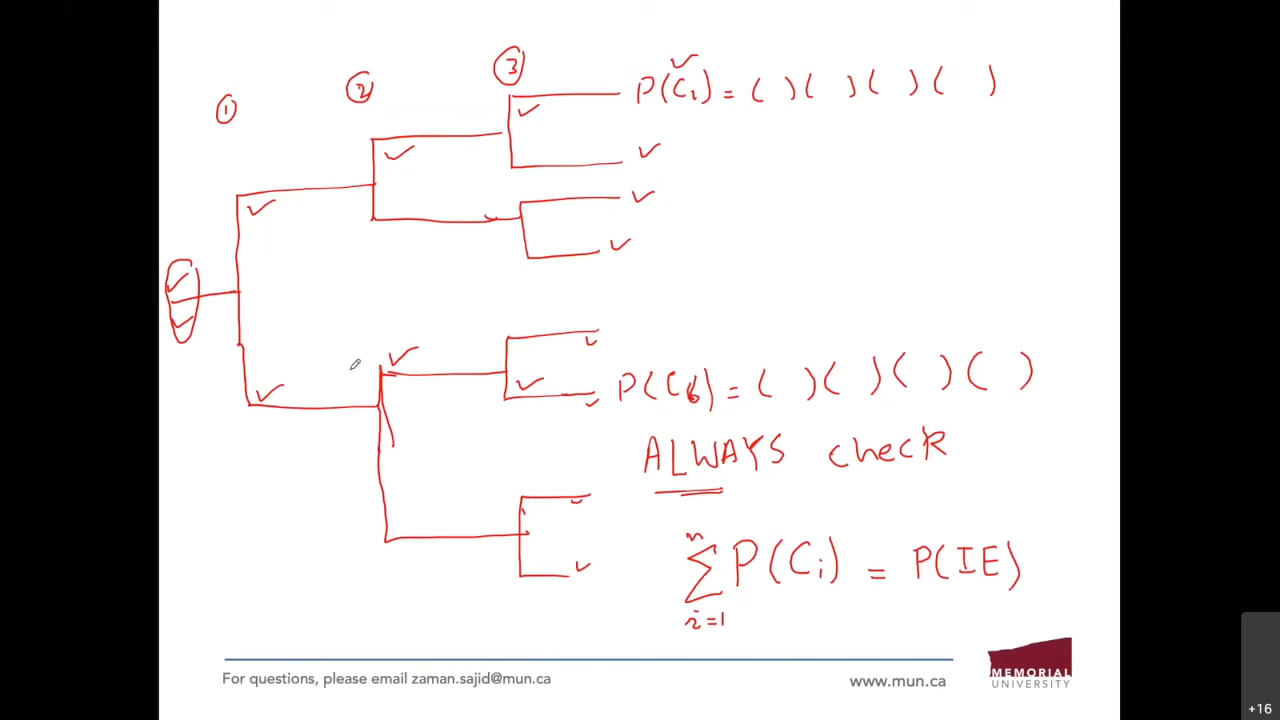 ① ② ③
P(C₁) = ( ) ( ) ( ) ( )
P(C₆) = ( ) ( ) ( ) ( )
ALWAYS check
n
∑ P(Cᵢ) = P(IE)
i=1
For questions, please email zaman.sajid@mun.ca
www.mun.ca
MEMORIAL
UNIVERSITY
+16